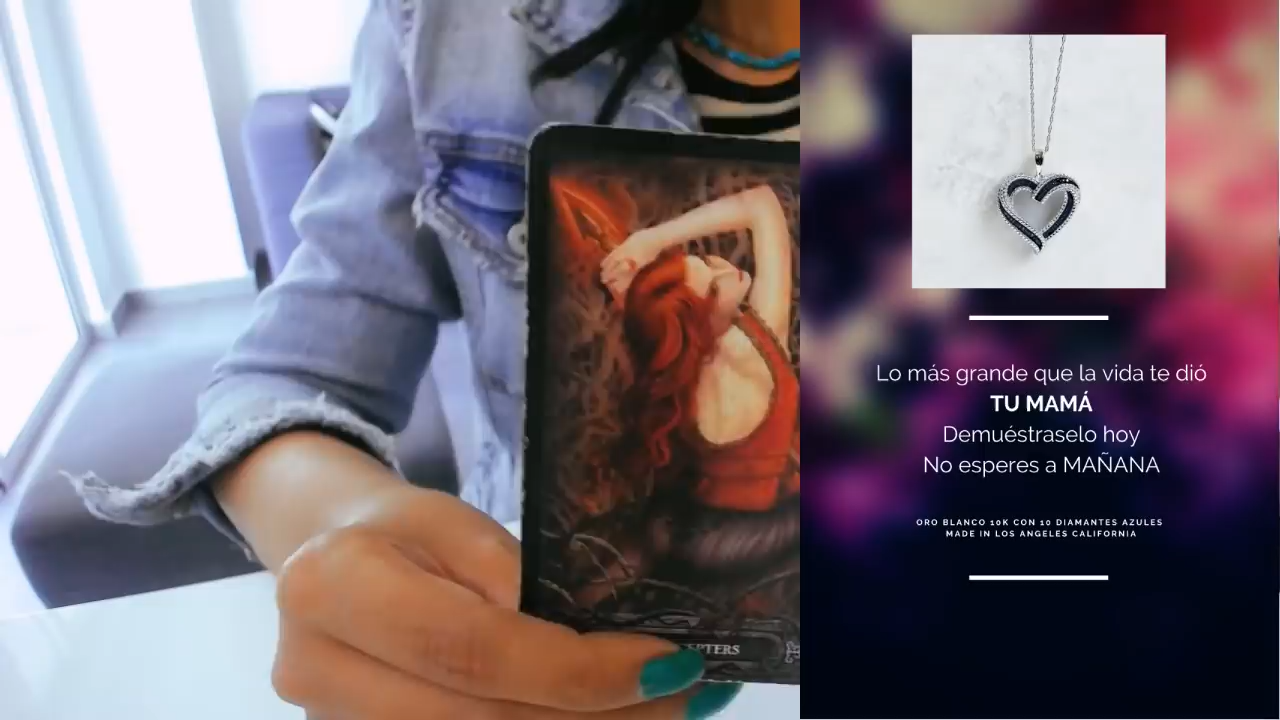 EPTERS
Lo más grande que la vida te dió
TU MAMÁ
Demuéstraselo hoy
No esperes a MAÑANA
ORO BLANCO 10K CON 10 DIAMANTES AZULES
MADE IN LOS ANGELES CALIFORNIA